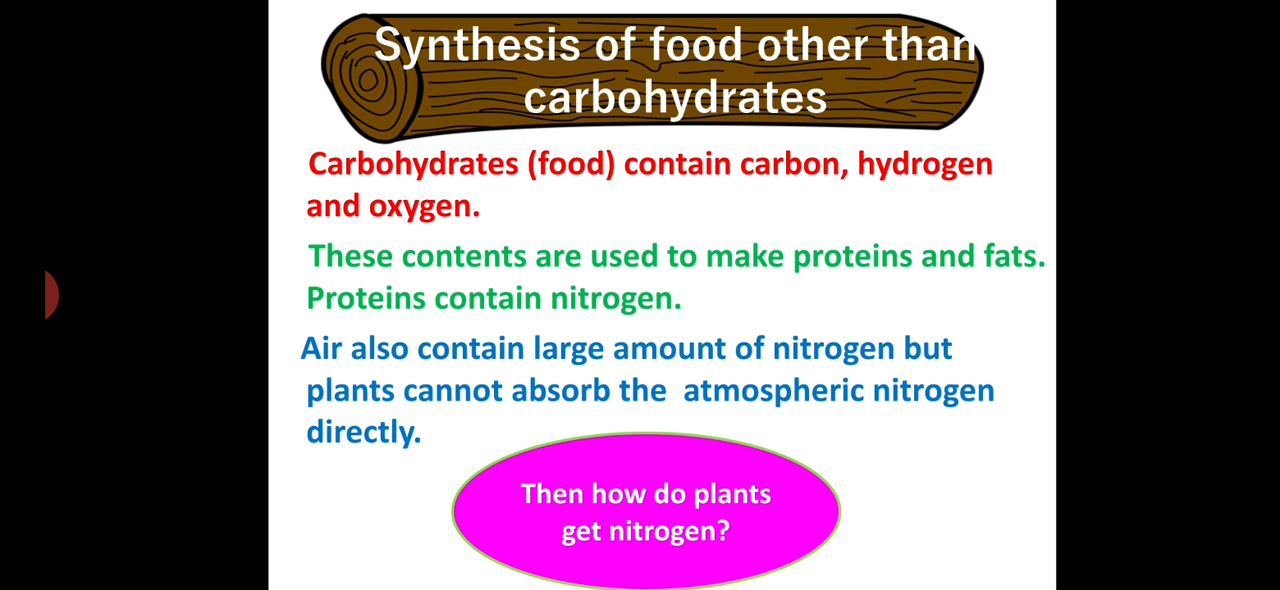 Synthesis of food other than
carbohydrates
Carbohydrates (food) contain carbon, hydrogen
and oxygen.
These contents are used to make proteins and fats.
Proteins contain nitrogen.
Air also contain large amount of nitrogen but
plants cannot absorb the atmospheric nitrogen
directly.
Then how do plants
get nitrogen?